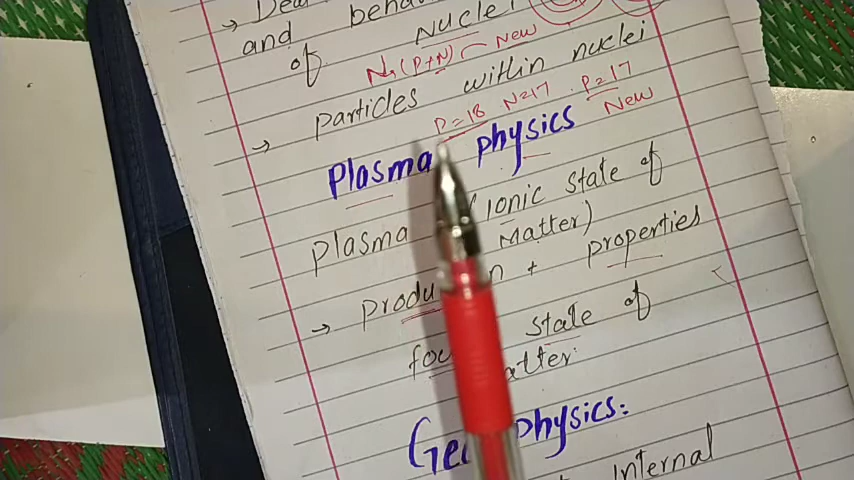 → and behav
of Nuclei
N, (P+N) New
→ particles within nuclei
P=18 N=17 P=17
New
Plasma physics
plasma (ionic state of
Matter)
→ produ n + properties
state of
atter.
physics:
Internal